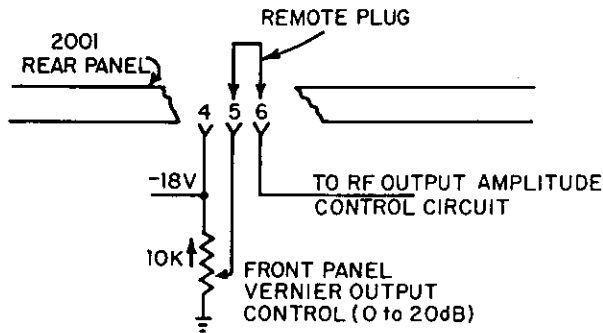 REMOTE PLUG
2001
REAR PANEL
4 5 6
-18V
TO RF OUTPUT AMPLITUDE
CONTROL CIRCUIT
10K
FRONT PANEL
VERNIER OUTPUT
CONTROL (0 to 20dB)